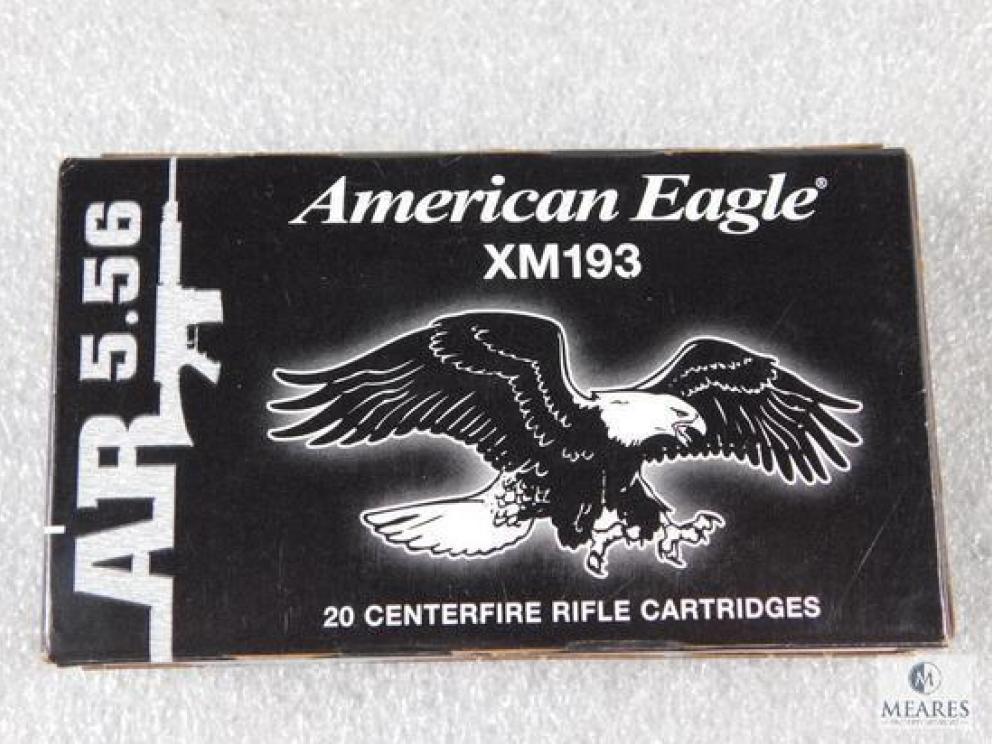 American Eagle®
XM193
AR 5.56
20 CENTERFIRE RIFLE CARTRIDGES
M
MEARES